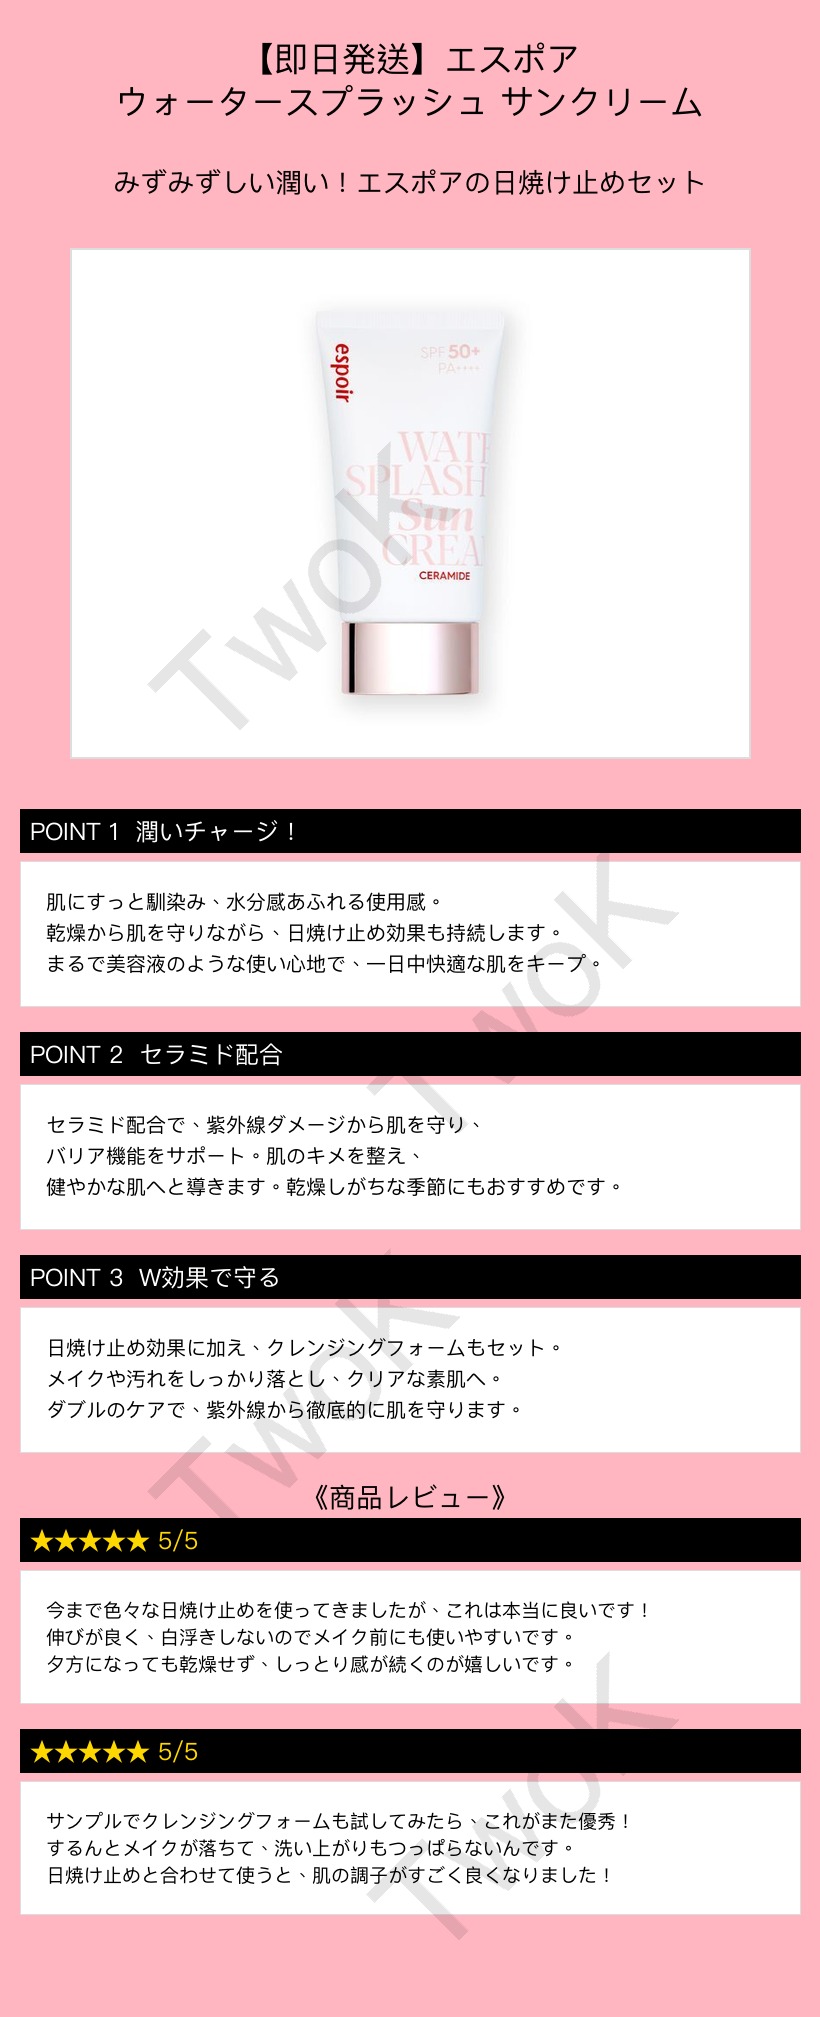 【即日発送】エスポア
ウォータースプラッシュ サンクリーム
みずみずしい潤い！エスポアの日焼け止めセット
espoir
SPF 50+
PA++++
WATE
SPLASH
Sun
CREA
CERAMIDE
TwoK
POINT 1 潤いチャージ！
肌にすっと馴染み、水分感あふれる使用感。
乾燥から肌を守りながら、日焼け止め効果も持続します。
まるで美容液のような使い心地で、一日中快適な肌をキープ。
TwoK
POINT 2 セラミド配合
セラミド配合で、紫外線ダメージから肌を守り、
バリア機能をサポート。肌のキメを整え、
健やかな肌へと導きます。乾燥しがちな季節にもおすすめです。
POINT 3 W効果で守る
日焼け止め効果に加え、クレンジングフォームもセット。
メイクや汚れをしっかり落とし、クリアな素肌へ。
ダブルのケアで、紫外線から徹底的に肌を守ります。
TwoK
《商品レビュー》
★★★★★ 5/5
今まで色々な日焼け止めを使ってきましたが、これは本当に良いです！
伸びが良く、白浮きしないのでメイク前にも使いやすいです。
夕方になっても乾燥せず、しっとり感が続くのが嬉しいです。
★★★★★ 5/5
サンプルでクレンジングフォームも試してみたら、これがまた優秀！
するんとメイクが落ちて、洗い上がりもつっぱらないんです。
日焼け止めと合わせて使うと、肌の調子がすごく良くなりました！
TwoK